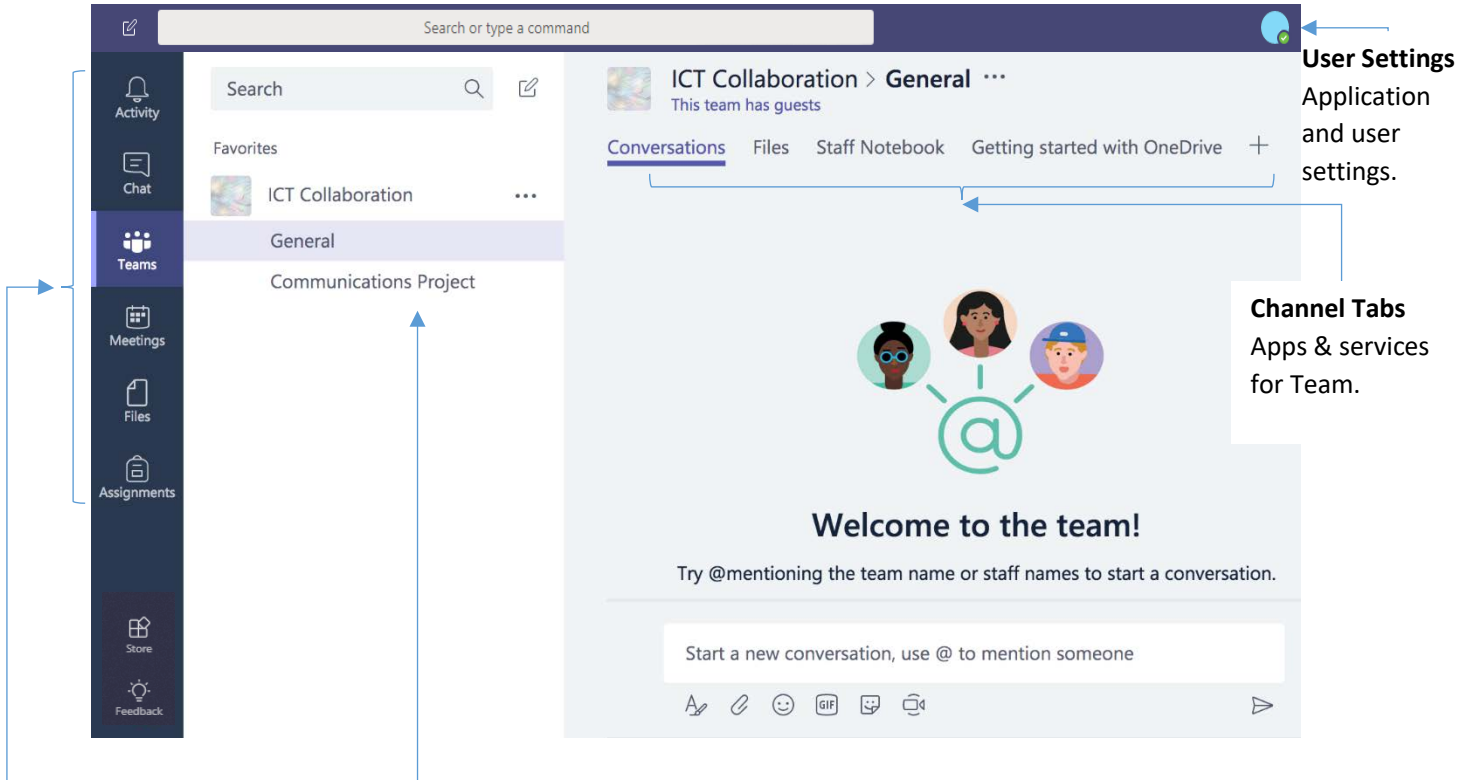 Search or type a command
User Settings
Application
and user
settings.
Activity
Chat
Teams
Meetings
Files
Assignments
Store
Feedback
Search
Favorites
ICT Collaboration
General
Communications Project
ICT Collaboration > General ···
This team has guests
Conversations Files Staff Notebook Getting started with OneDrive +
Channel Tabs
Apps & services
for Team.
@
Welcome to the team!
Try @mentioning the team name or staff names to start a conversation.
Start a new conversation, use @ to mention someone
GIF